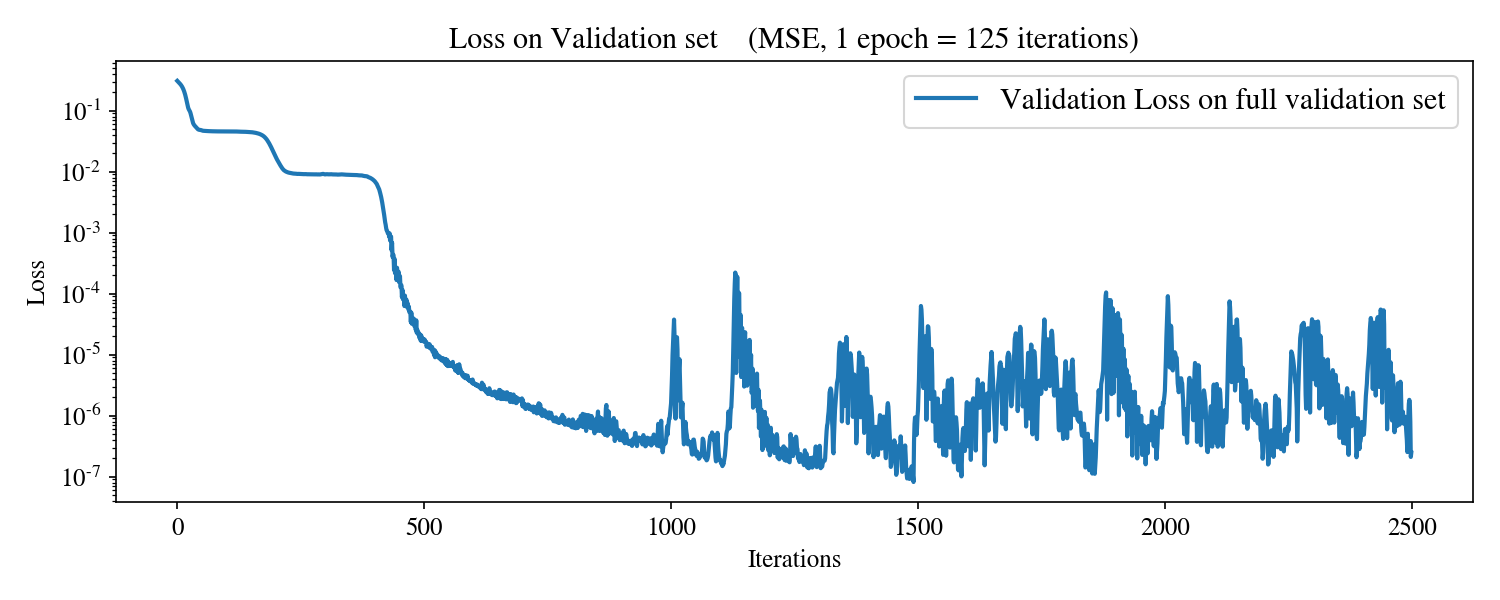 Loss on Validation set (MSE, 1 epoch = 125 iterations)
Validation Loss on full validation set
10^-1
10^-2
10^-3
10^-4
10^-5
10^-6
10^-7
Loss
0 500 1000 1500 2000 2500
Iterations